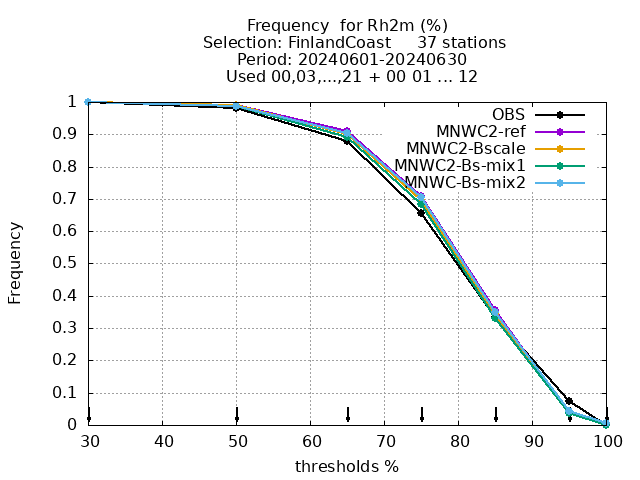 Frequency  for Rh2m (%)
Selection: FinlandCoast     37 stations
Period: 20240601-20240630
Used 00,03,...,21 + 00 01 ... 12
OBS
MNWC2-ref
MNWC2-Bscale
MNWC2-Bs-mix1
MNWC-Bs-mix2
Frequency
1
0.9
0.8
0.7
0.6
0.5
0.4
0.3
0.2
0.1
0
30 40 50 60 70 80 90 100
thresholds %